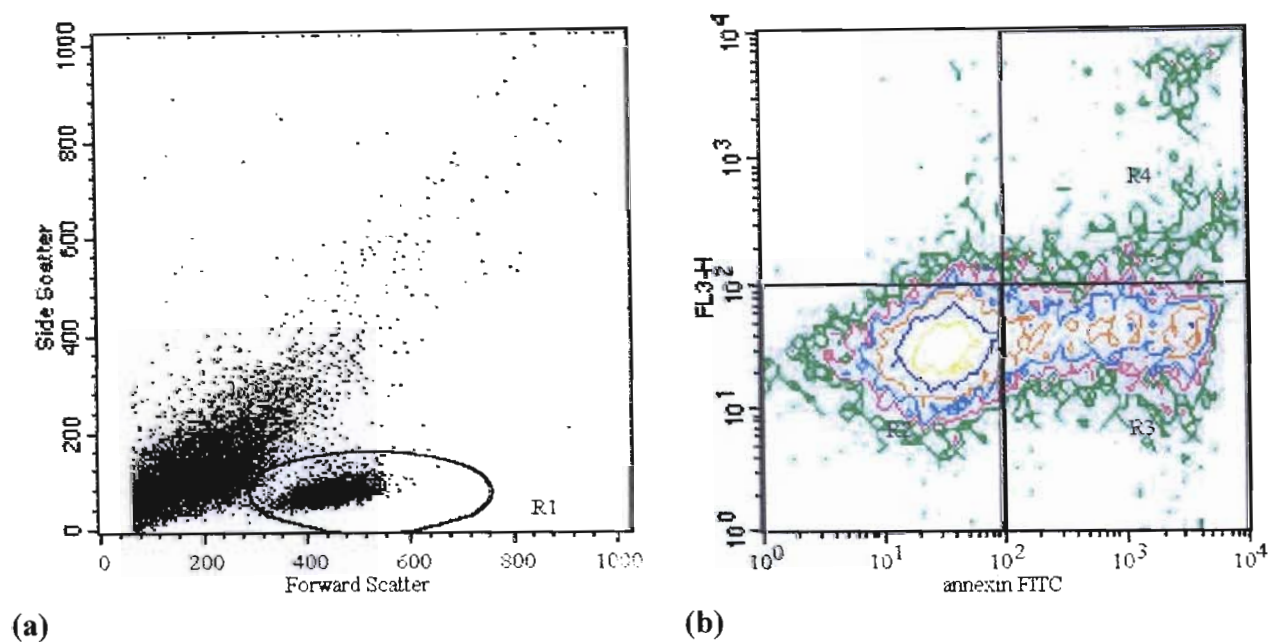 1000
800
600
400
200
0
Side Scatter
0 200 400 600 800 1000
Forward Scatter
R1
(a)
10^4
10^3
10^2
10^1
10^0
FL3-H
R4
R2
R3
10^0 10^1 10^2 10^3 10^4
annexin FITC
(b)